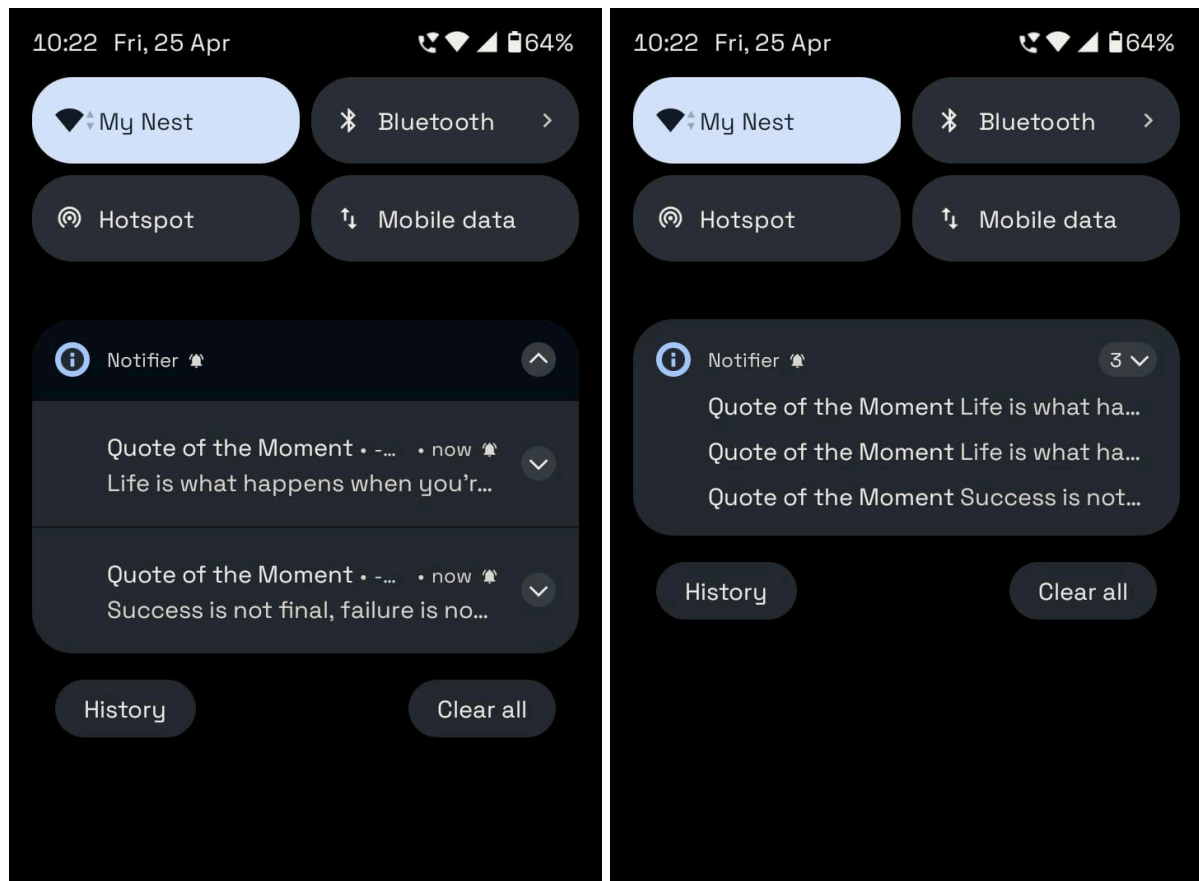 10:22 Fri, 25 Apr 64%
My Nest Bluetooth
Hotspot Mobile data
Notifier
Quote of the Moment • -... • now
Life is what happens when you'r...
Quote of the Moment • -... • now
Success is not final, failure is no...
History Clear all
10:22 Fri, 25 Apr 64%
My Nest Bluetooth
Hotspot Mobile data
Notifier 3
Quote of the Moment Life is what ha...
Quote of the Moment Life is what ha...
Quote of the Moment Success is not...
History Clear all